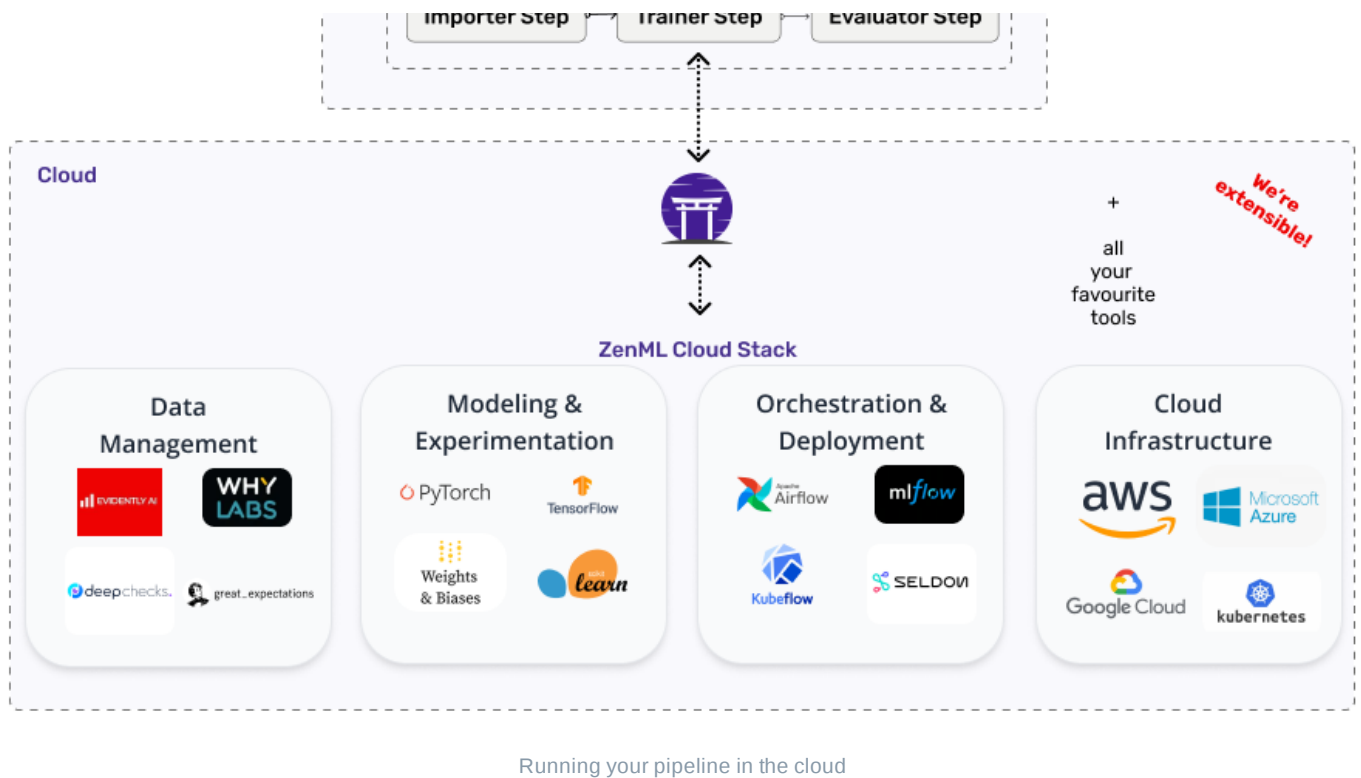 Importer Step
Trainer Step
Evaluator Step
Cloud
We're
extensible!
+
all
your
favourite
tools
ZenML Cloud Stack
Data
Management
EVIDENTLY AI
WHY
LABS
deepchecks.
great_expectations
Modeling &
Experimentation
PyTorch
TensorFlow
Weights
& Biases
scikit
learn
Orchestration &
Deployment
Apache
Airflow
mlflow
Kubeflow
SELDON
Cloud
Infrastructure
aws
Microsoft
Azure
Google Cloud
kubernetes
Running your pipeline in the cloud